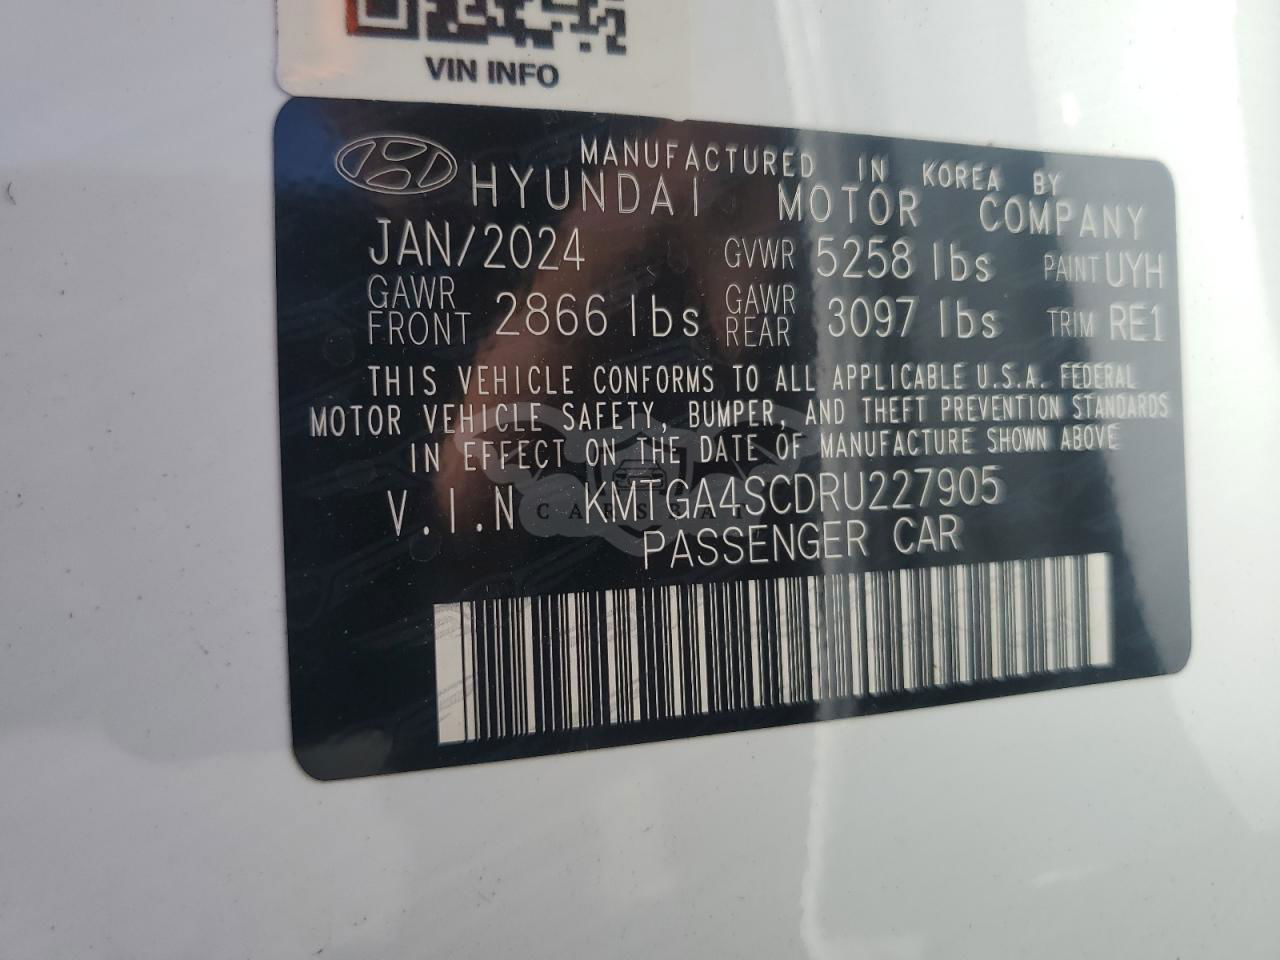 VIN INFO
MANUFACTURED IN KOREA BY
HYUNDAI MOTOR COMPANY
JAN/2024 GVWR 5258 lbs PAINT UYH
GAWR FRONT 2866 lbs GAWR REAR 3097 lbs TRIM RE1
THIS VEHICLE CONFORMS TO ALL APPLICABLE U.S.A. FEDERAL
MOTOR VEHICLE SAFETY, BUMPER, AND THEFT PREVENTION STANDARDS
IN EFFECT ON THE DATE OF MANUFACTURE SHOWN ABOVE
V.I.N KMTGA4SCDRU227905
CARSBAT
PASSENGER CAR